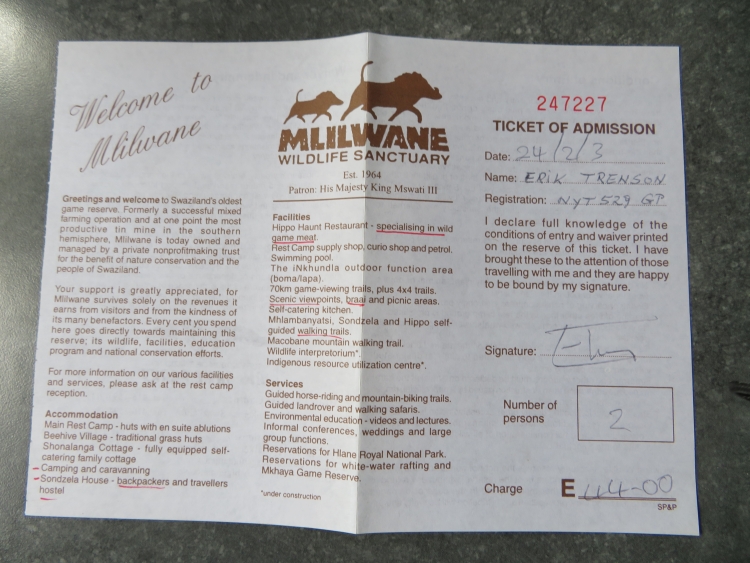 Welcome to
Mlilwane
Greetings and welcome to Swaziland's oldest
game reserve. Formerly a successful mixed
farming operation and at one point the most
productive tin mine in the southern
hemisphere, Mlilwane is today owned and
managed by a private nonprofitmaking trust
for the benefit of nature conservation and the
people of Swaziland.
Your support is greatly appreciated, for
Mlilwane survives solely on the revenues it
earns from visitors and from the kindness of
its many benefactors. Every cent you spend
here goes directly towards maintaining this
reserve; its wildlife, facilities, education
program and national conservation efforts.
For more information on our various facilities
and services, please ask at the rest camp
reception.
Accommodation
Main Rest Camp - huts with en suite ablutions
Beehive Village - traditional grass huts
Shonalanga Cottage - fully equipped self-
catering family cottage
Camping and caravanning
Sondzela House - backpackers and travellers
hostel
MLILWANE
WILDLIFE SANCTUARY
Est. 1964
Patron: His Majesty King Mswati III
Facilities
Hippo Haunt Restaurant - specialising in wild
game meat.
Rest Camp supply shop, curio shop and petrol.
Swimming pool.
The iNkhundla outdoor function area
(boma/lapa).
70km game-viewing trails, plus 4x4 trails.
Scenic viewpoints, braai and picnic areas.
Self-catering kitchen.
Mhlambanyatsi, Sondzela and Hippo self-
guided walking trails.
Macobane mountain walking trail.
Wildlife interpretorium*.
Indigenous resource utilization centre*.
Services
Guided horse-riding and mountain-biking trails.
Guided landrover and walking safaris.
Environmental education - videos and lectures.
Informal conferences, weddings and large
group functions.
Reservations for Hlane Royal National Park.
Reservations for white-water rafting and
Mkhaya Game Reserve.
*under construction
247227
TICKET OF ADMISSION
Date: 24/2/3
Name: ERIK TRENSON
Registration: NYT529 GP
I declare full knowledge of the
conditions of entry and waiver printed
on the reserve of this ticket. I have
brought these to the attention of those
travelling with me and they are happy
to be bound by my signature.
Signature:
Number of
persons
2
Charge E 44-00
SP&P